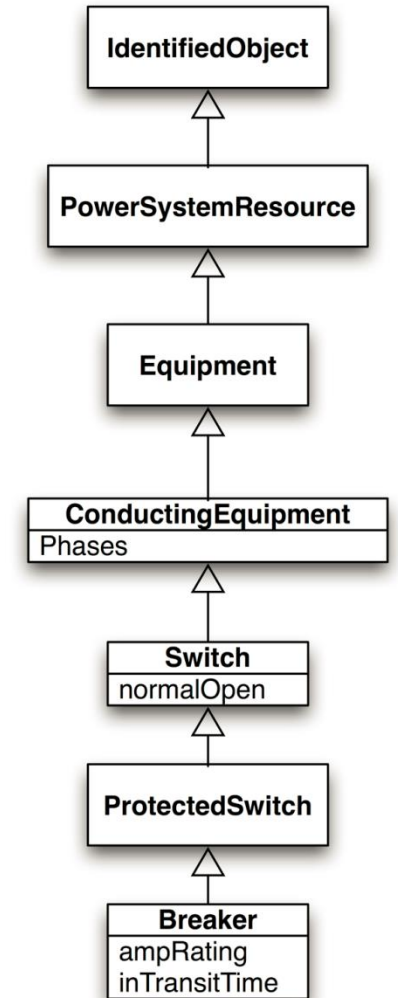 IdentifiedObject
PowerSystemResource
Equipment
ConductingEquipment
Phases
Switch
normalOpen
ProtectedSwitch
Breaker
ampRating
inTransitTime